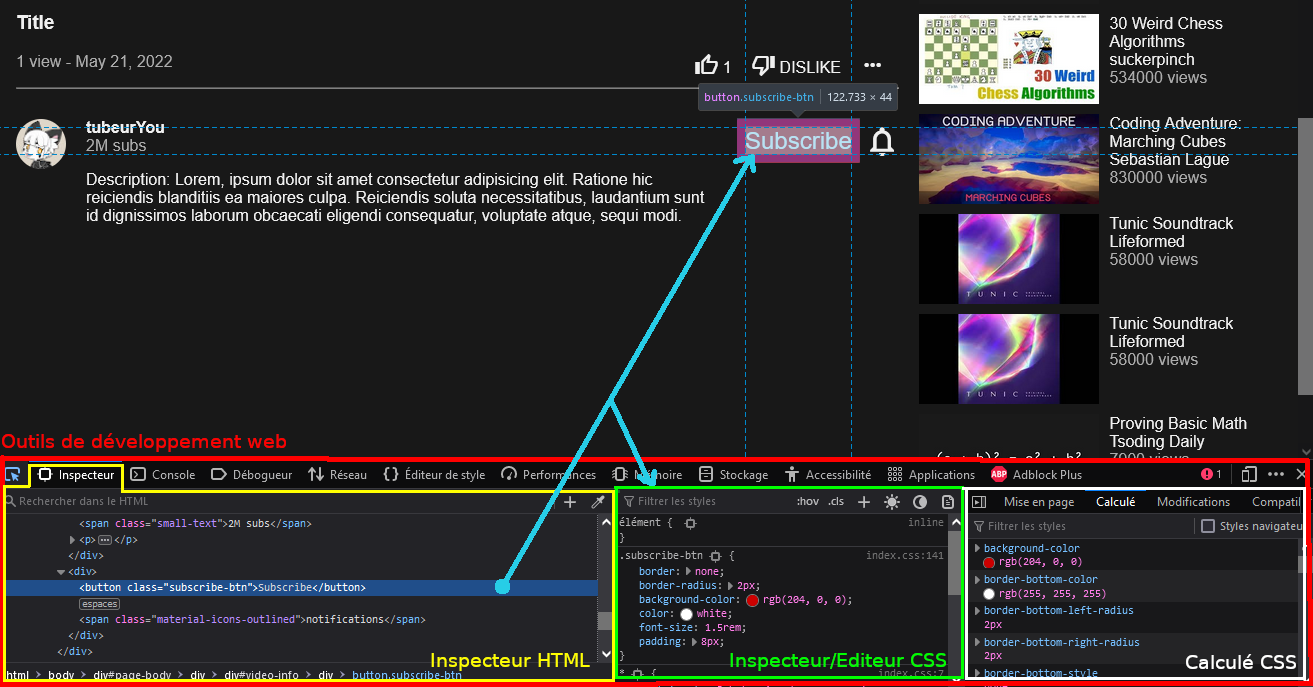 Title
1 view - May 21, 2022
1 DISLIKE
button.subscribe-btn 122.733 × 44
tubeurYou
2M subs
Subscribe
Description: Lorem, ipsum dolor sit amet consectetur adipisicing elit. Ratione hic
reiciendis blanditiis ea maiores culpa. Reiciendis soluta necessitatibus, laudantium sunt
id dignissimos laborum obcaecati eligendi consequatur, voluptate atque, sequi modi.
30 Weird
Chess Algorithms
30 Weird Chess
Algorithms
suckerpinch
534000 views
CODING ADVENTURE
MARCHING CUBES
Coding Adventure:
Marching Cubes
Sebastian Lague
830000 views
TUNIC
Tunic Soundtrack
Lifeformed
58000 views
TUNIC
Tunic Soundtrack
Lifeformed
58000 views
Proving Basic Math
Tsoding Daily
Outils de développement web
Inspecteur Console Débogueur Réseau {} Éditeur de style Performances Mémoire Stockage Accessibilité Applications ABP Adblock Plus 1
Rechercher dans le HTML
<span class="small-text">2M subs</span>
<p></p>
</div>
<div>
<button class="subscribe-btn">Subscribe</button>
espaces
<span class="material-icons-outlined">notifications</span>
</div>
</div>
Inspecteur HTML
html body div#page-body div div#video-info div button.subscribe-btn
Filtrer les styles :hov .cls
élément { inline
}
.subscribe-btn { index.css:141
border: none;
border-radius: 2px;
background-color: rgb(204, 0, 0);
color: white;
font-size: 1.5rem;
padding: 8px;
}
Inspecteur/Editeur CSS
* { index.css:7
Mise en page Calculé Modifications Compatil
Filtrer les styles Styles navigateu
background-color
rgb(204, 0, 0)
border-bottom-color
rgb(255, 255, 255)
border-bottom-left-radius
2px
border-bottom-right-radius
2px
Calculé CSS
border-bottom-style